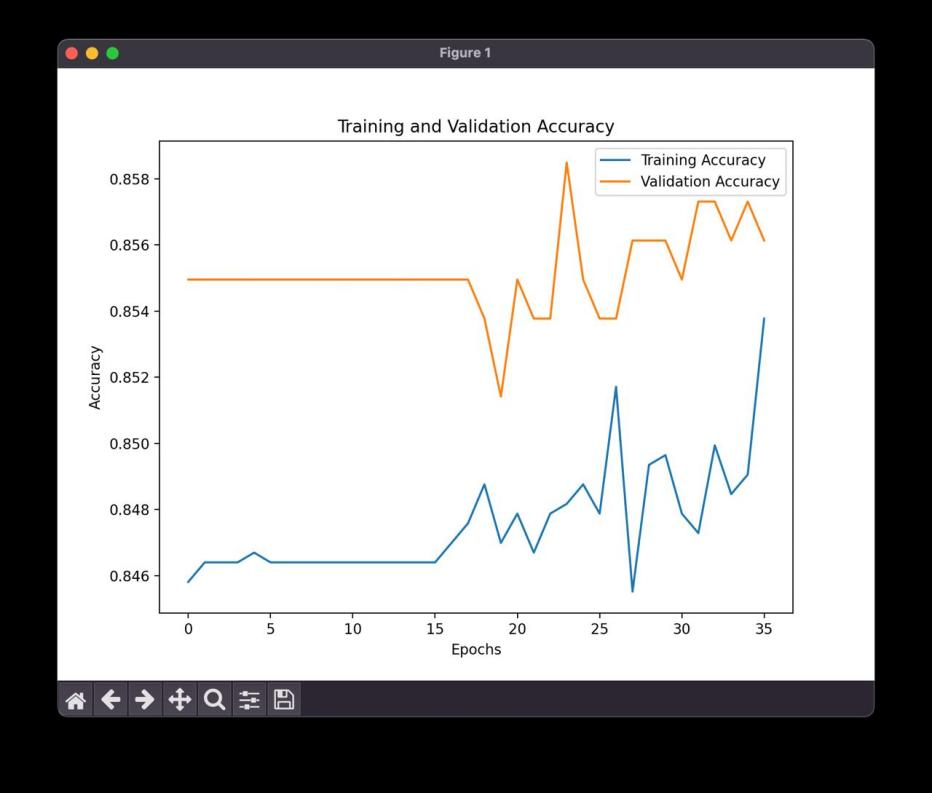 Figure 1
Training and Validation Accuracy
Training Accuracy
Validation Accuracy
0.858
0.856
0.854
0.852
0.850
0.848
0.846
Accuracy
0 5 10 15 20 25 30 35
Epochs